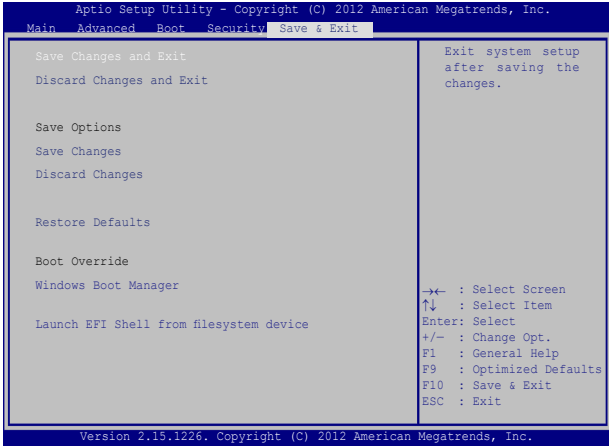 Aptio Setup Utility - Copyright (C) 2012 American Megatrends, Inc.
Main Advanced Boot Security Save & Exit
Save Changes and Exit
Discard Changes and Exit
Save Options
Save Changes
Discard Changes
Restore Defaults
Boot Override
Windows Boot Manager
Launch EFI Shell from filesystem device
Exit system setup
after saving the
changes.
→← : Select Screen
↑↓ : Select Item
Enter: Select
+/— : Change Opt.
F1 : General Help
F9 : Optimized Defaults
F10 : Save & Exit
ESC : Exit
Version 2.15.1226. Copyright (C) 2012 American Megatrends, Inc.